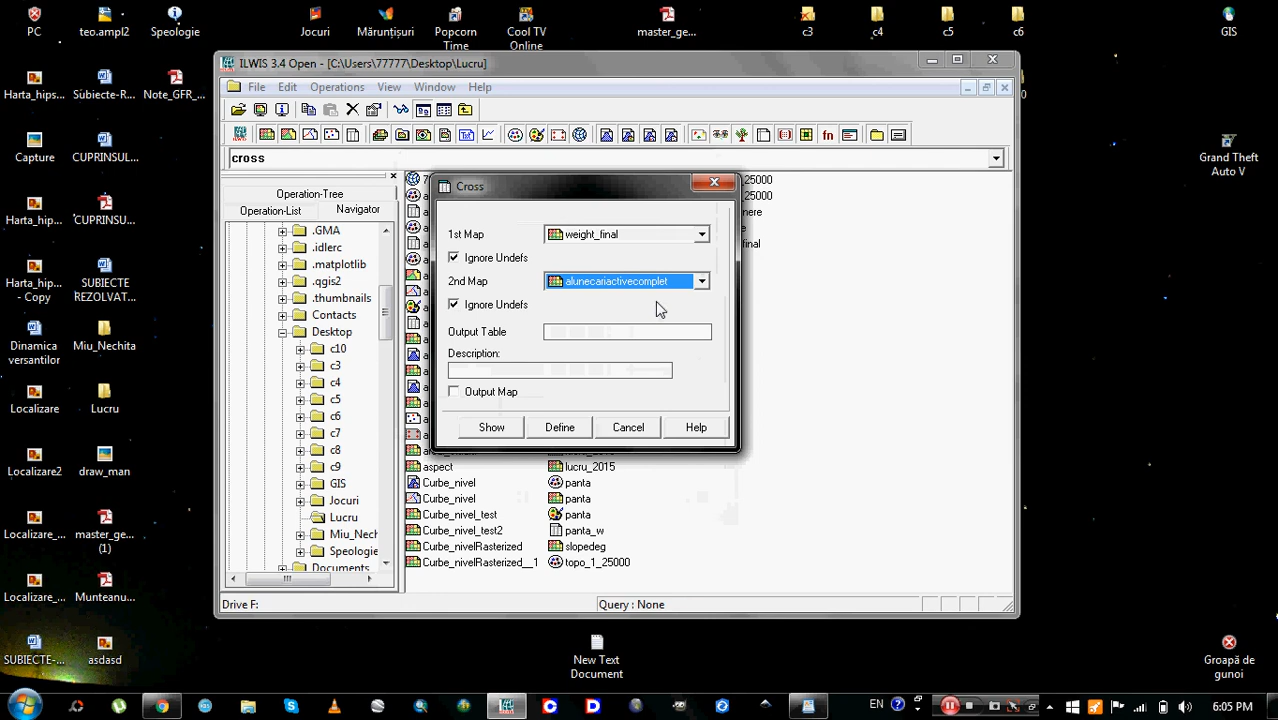 PC
teo.ampl2
Speologie
Jocuri
Mărunțișuri
Popcorn
Time
Cool TV
Online
master_ge...
c3
c4
c5
c6
GIS
ILWIS 3.4 Open - [C:\Users\77777\Desktop\Lucru]
File Edit Operations View Window Help
cross
Harta_hips...
Subiecte-R...
Note_GFR_...
Capture
CUPRINSUL...
Harta_hip...
CUPRINSUL...
Harta_hips...
- Copy
SUBIECTE
REZOLVAT...
Dinamica
versantilor
Miu_Nechita
Localizare
Lucru
Localizare2
draw_man
Localizare_...
master_ge...
(1)
Localizare_...
Munteanu...
SUBIECTE-...
asdasd
Grand Theft
Auto V
Groapă de
gunoi
New Text
Document
Operation-Tree
Operation-List
Navigator
.GMA
.idlerc
.matplotlib
.qgis2
.thumbnails
Contacts
Desktop
c10
c3
c4
c5
c6
c7
c8
c9
GIS
Jocuri
Lucru
Miu_Nech
Speologie
Documents
Cross
1st Map
weight_final
Ignore Undefs
2nd Map
alunecariactivecomplet
Ignore Undefs
Output Table
Description:
Output Map
Show
Define
Cancel
Help
_25000
_25000
aspect
lucru_2015
Curbe_nivel
panta
Curbe_nivel
panta
Curbe_nivel_test
panta
Curbe_nivel_test2
panta_w
Curbe_nivelRasterized
slopedeg
Curbe_nivelRasterized__1
topo_1_25000
Drive F:
Query : None
EN
6:05 PM